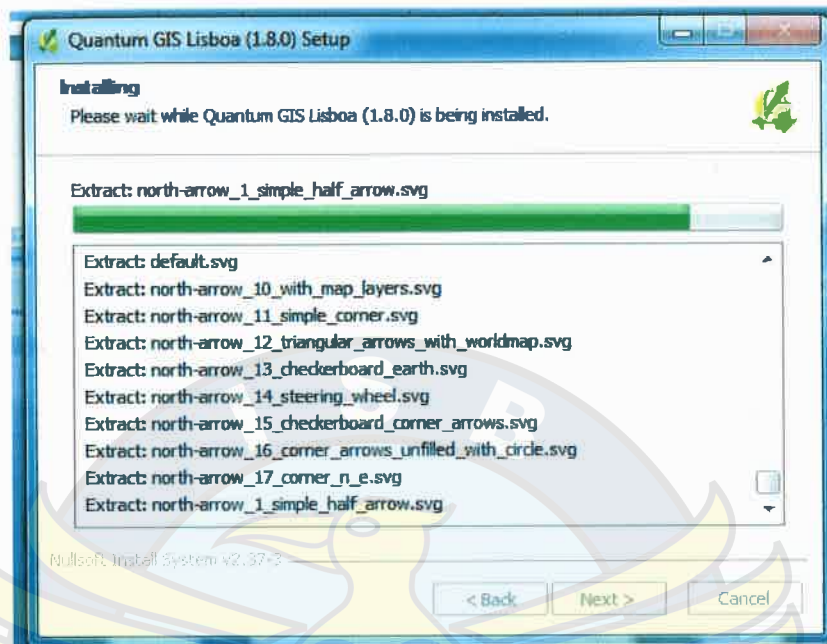 Quantum GIS Lisboa (1.8.0) Setup
Installing
Please wait while Quantum GIS Lisboa (1.8.0) is being installed.
Extract: north-arrow_1_simple_half_arrow.svg
Extract: default.svg
Extract: north-arrow_10_with_map_layers.svg
Extract: north-arrow_11_simple_corner.svg
Extract: north-arrow_12_triangular_arrows_with_worldmap.svg
Extract: north-arrow_13_checkerboard_earth.svg
Extract: north-arrow_14_steering_wheel.svg
Extract: north-arrow_15_checkerboard_corner_arrows.svg
Extract: north-arrow_16_corner_arrows_unfilled_with_circle.svg
Extract: north-arrow_17_corner_n_e.svg
Extract: north-arrow_1_simple_half_arrow.svg
Nullsoft Install System v2.37-2
< Back Next > Cancel
I S B